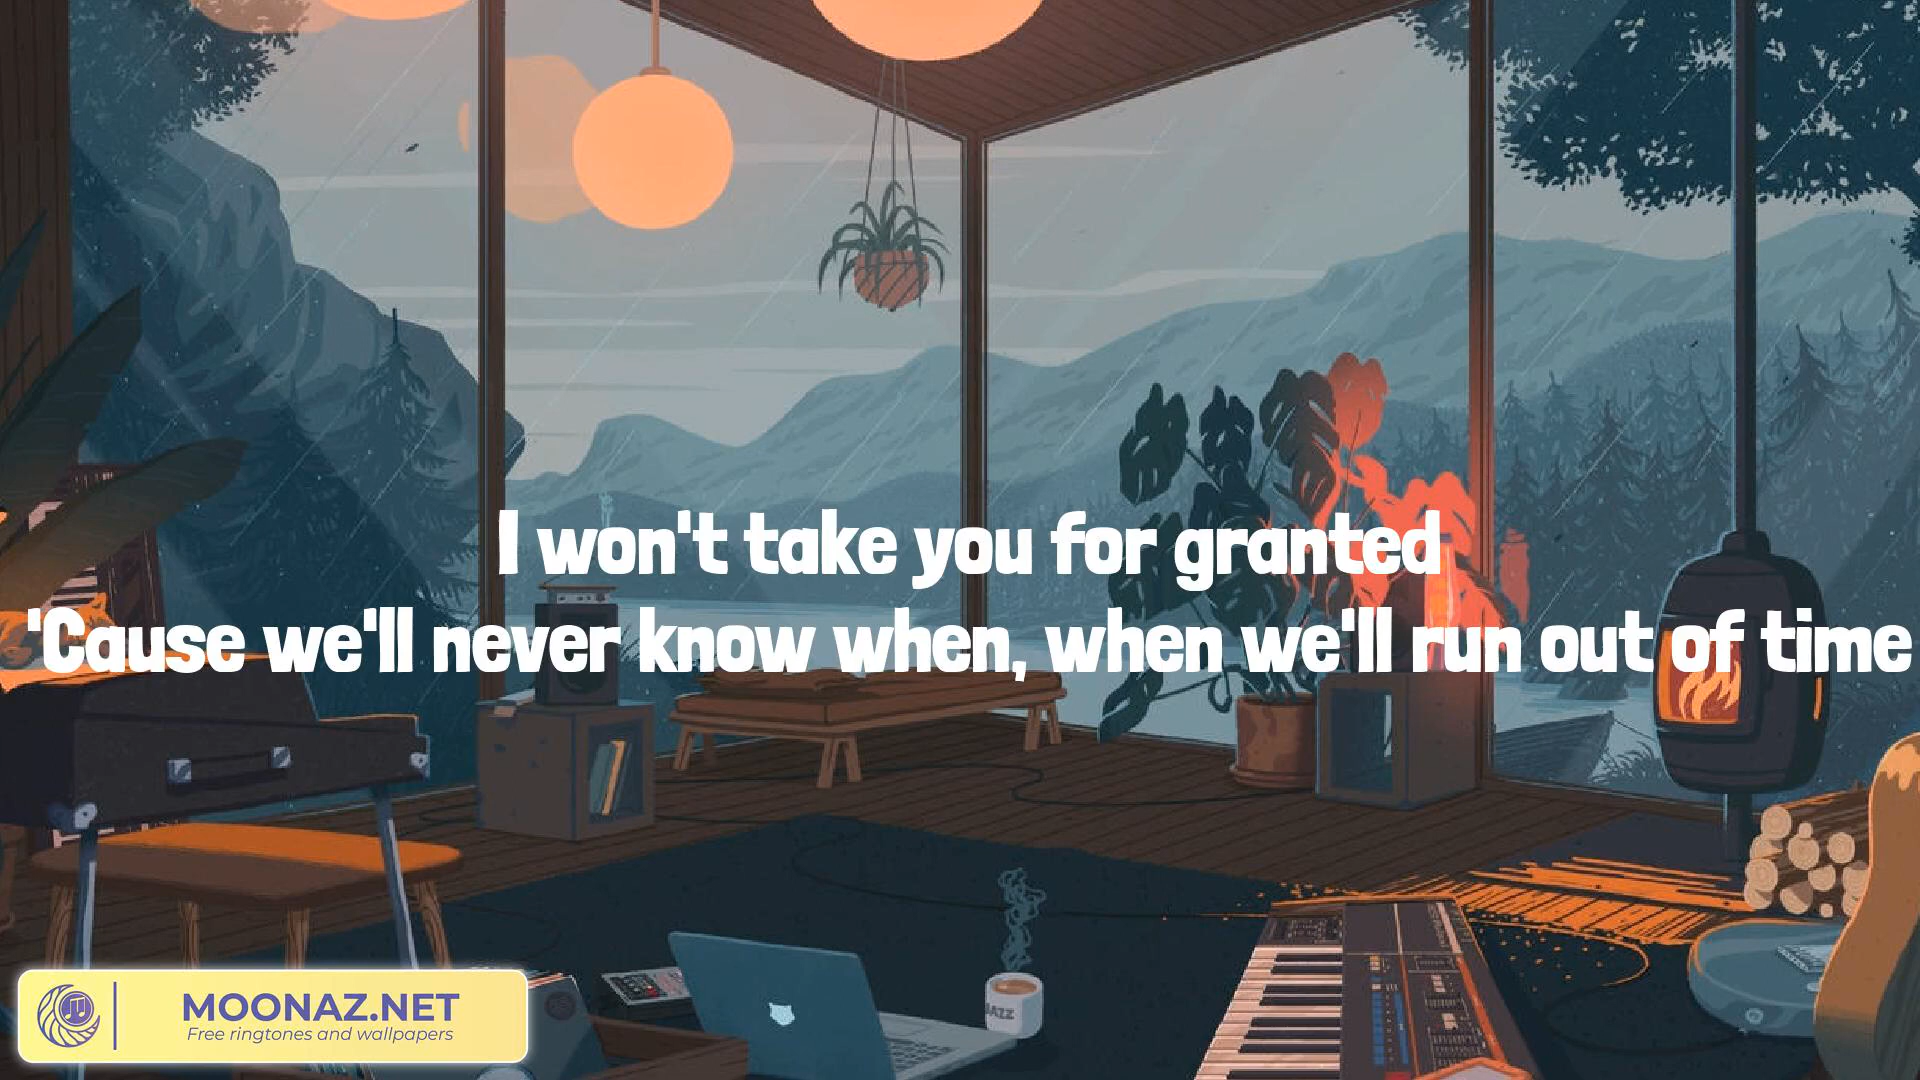 I won't take you for granted
'Cause we'll never know when, when we'll run out of time
JAZZ
MOONAZ.NET
Free ringtones and wallpapers